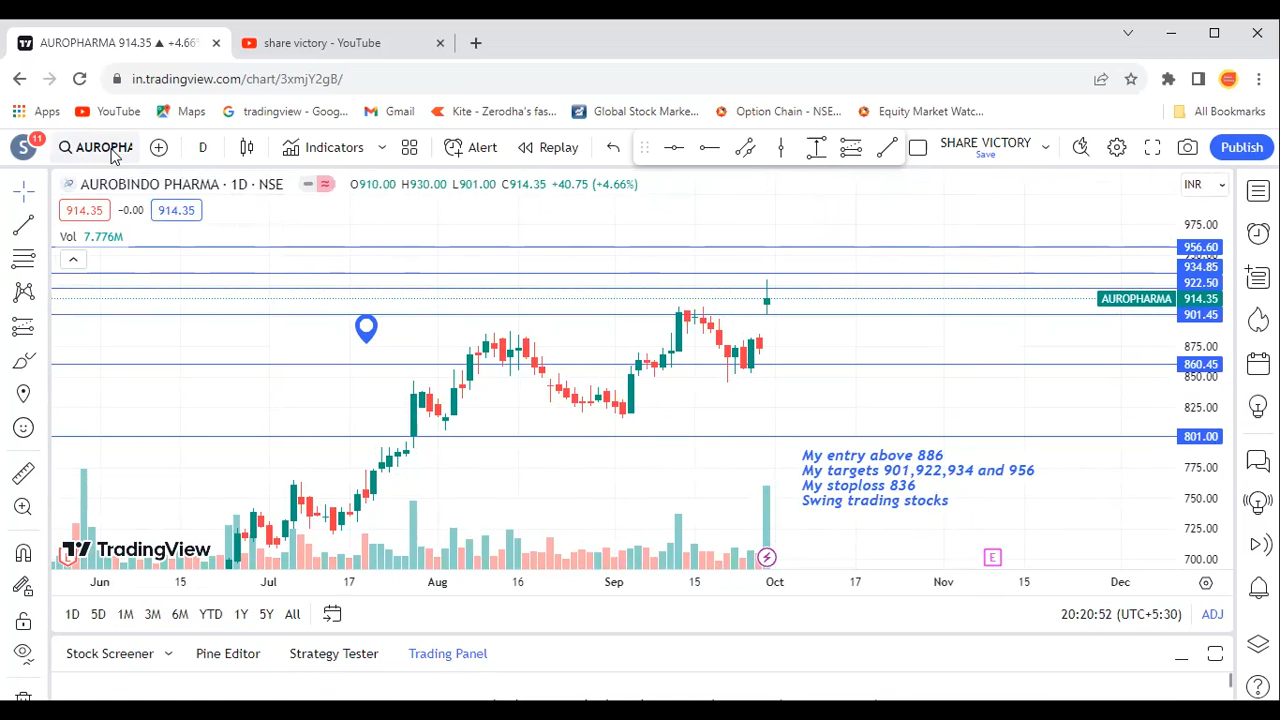 AUROPHARMA 914.35 ▲ +4.66%
share victory - YouTube
in.tradingview.com/chart/3xmjY2gB/
Apps YouTube Maps tradingview - Goog... Gmail Kite - Zerodha's fas... Global Stock Marke... Option Chain - NSE... Equity Market Watc... All Bookmarks
S 11 AUROPHA D Indicators Alert Replay SHARE VICTORY Save Publish
AUROBINDO PHARMA · 1D · NSE O910.00 H930.00 L901.00 C914.35 +40.75 (+4.66%) INR
914.35 −0.00 914.35
Vol 7.776M
975.00
956.60
934.85
922.50
AUROPHARMA 914.35
901.45
875.00
860.45
850.00
825.00
801.00
775.00
750.00
725.00
700.00
My entry above 886
My targets 901,922,934 and 956
My stoploss 836
Swing trading stocks
TradingView
E
Jun 15 Jul 17 Aug 16 Sep 15 Oct 17 Nov 15 Dec
1D 5D 1M 3M 6M YTD 1Y 5Y All 20:20:52 (UTC+5:30) ADJ
Stock Screener Pine Editor Strategy Tester Trading Panel